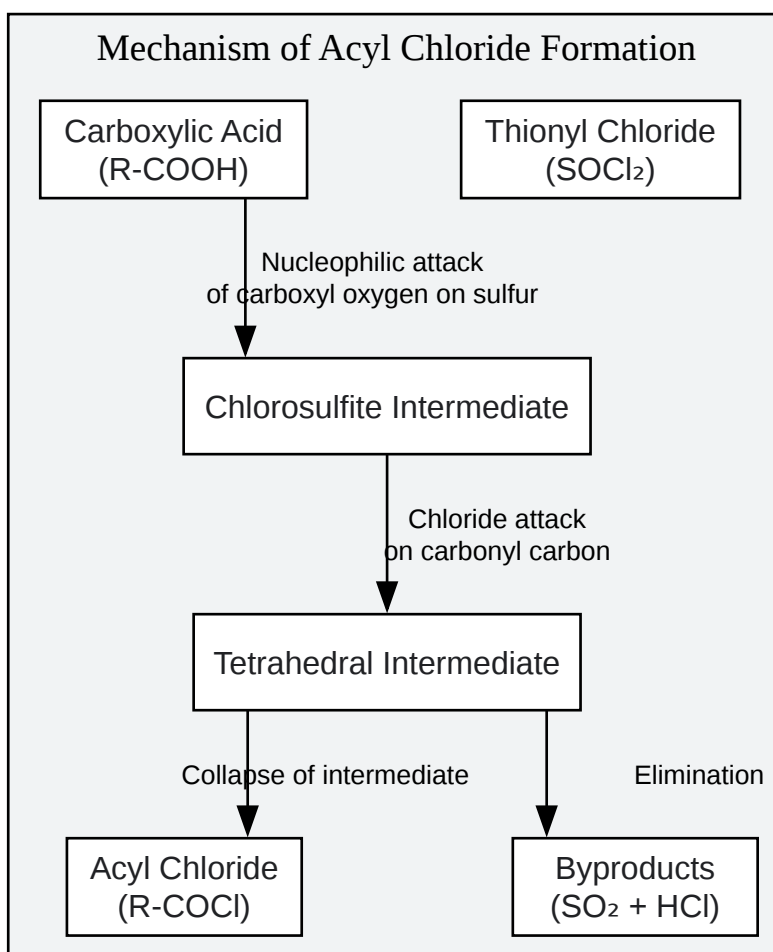 Mechanism of Acyl Chloride Formation
Carboxylic Acid
(R-COOH)
Thionyl Chloride
(SOCl₂)
Nucleophilic attack
of carboxyl oxygen on sulfur
Chlorosulfite Intermediate
Chloride attack
on carbonyl carbon
Tetrahedral Intermediate
Collapse of intermediate
Elimination
Acyl Chloride
(R-COCl)
Byproducts
(SO₂ + HCl)